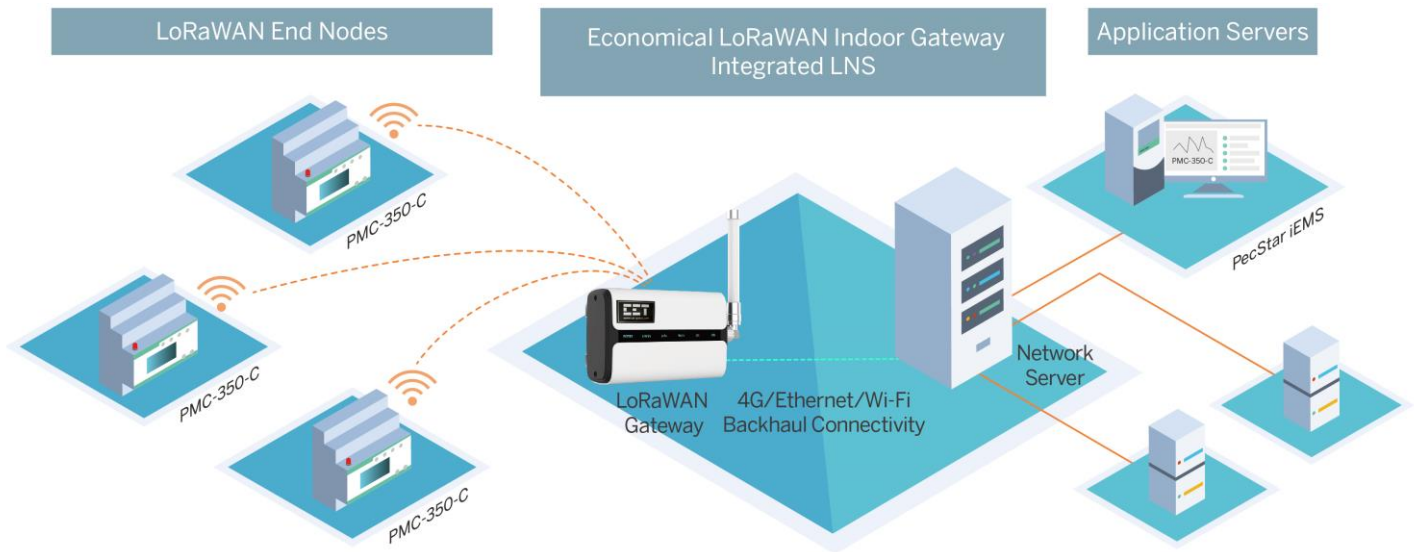 LoRaWAN End Nodes
Economical LoRaWAN Indoor Gateway
Integrated LNS
Application Servers
PMC-350-C
PMC-350-C
PecStar iEMS
PMC-350-C
PMC-350-C
CET
LoRaWAN
Gateway
4G/Ethernet/Wi-Fi
Backhaul Connectivity
Network
Server